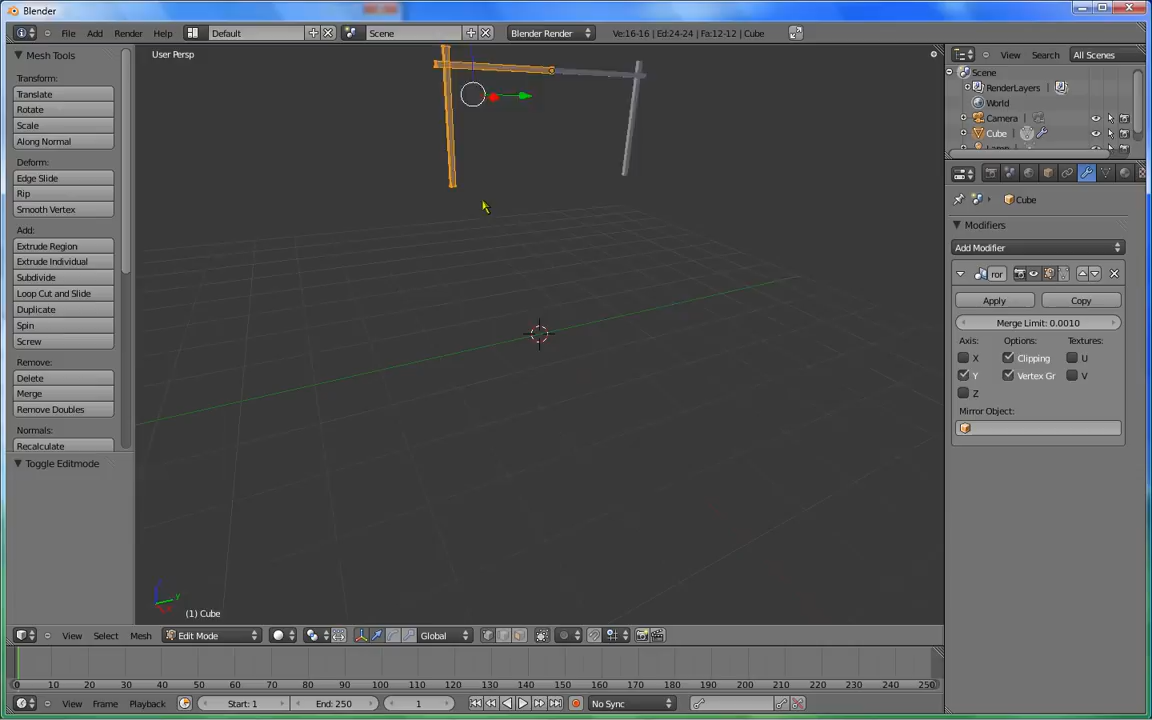 Blender
File Add Render Help Default Scene Blender Render Ve:16-16 | Ed:24-24 | Fa:12-12 | Cube
Mesh Tools
Transform:
Translate
Rotate
Scale
Along Normal
Deform:
Edge Slide
Rip
Smooth Vertex
Add:
Extrude Region
Extrude Individual
Subdivide
Loop Cut and Slide
Duplicate
Spin
Screw
Remove:
Delete
Merge
Remove Doubles
Normals:
Recalculate
Toggle Editmode
User Persp
(1) Cube
View Select Mesh Edit Mode Global
View Search All Scenes
Scene
RenderLayers
World
Camera
Cube
Lamp
Cube
Modifiers
Add Modifier
ror
Apply Copy
Merge Limit: 0.0010
Axis: Options: Textures:
X Clipping U
Y Vertex Gr V
Z
Mirror Object:
0 10 20 30 40 50 60 70 80 90 100 110 120 130 140 150 160 170 180 190 200 210 220 230 240 250
View Frame Playback Start: 1 End: 250 1 No Sync